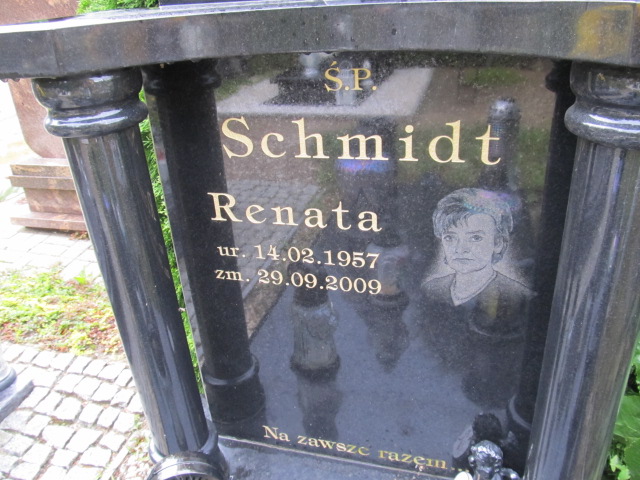 Ś.P.
Schmidt
Renata
ur. 14.02.1957
zm. 29.09.2009
Na zawsze razem...